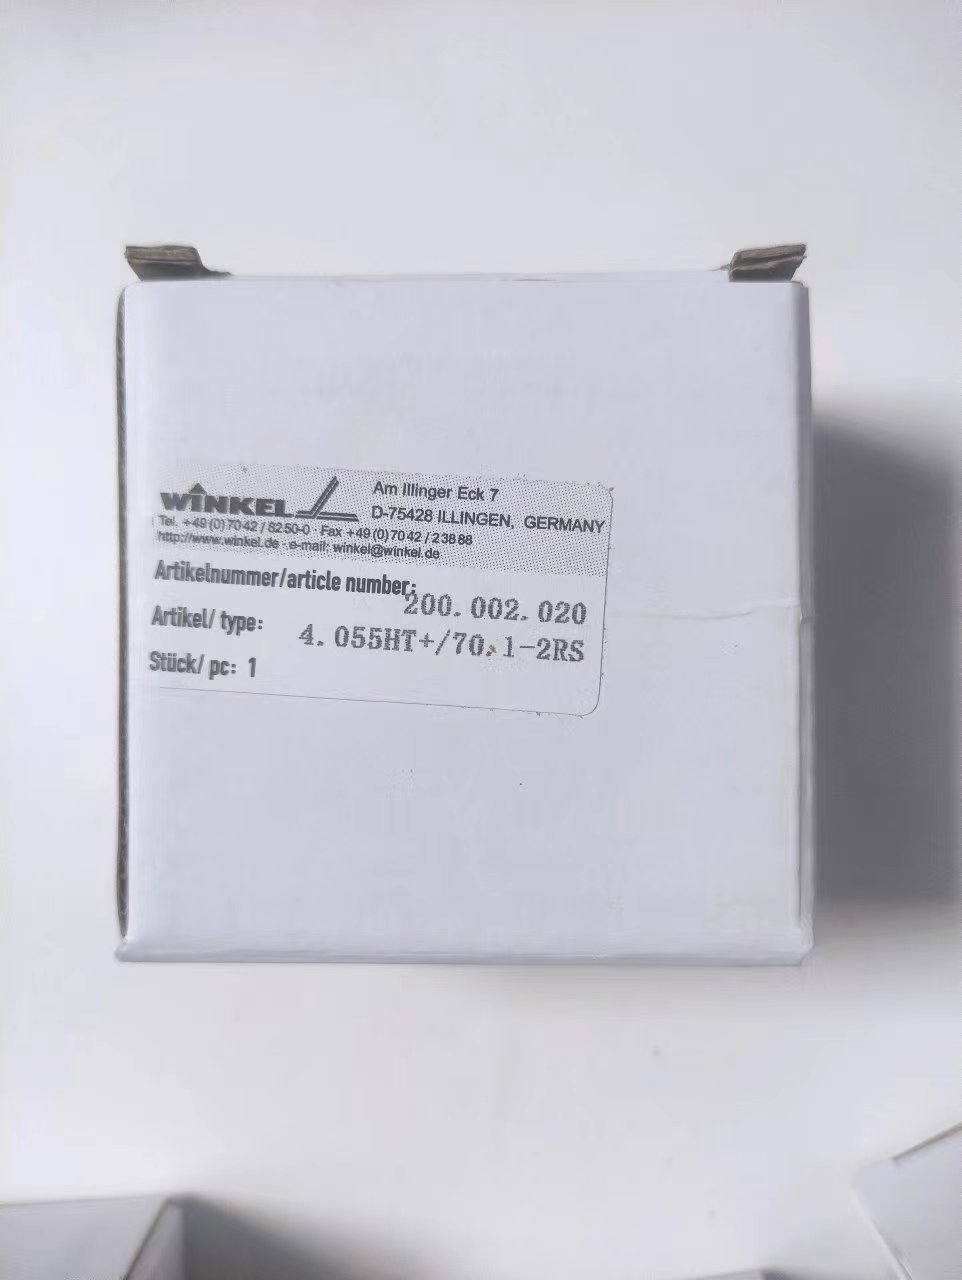 WINKEL
Am Illinger Eck 7
D-75428 ILLINGEN, GERMANY
Tel. +49 (0) 70 42 / 82 50-0 · Fax +49 (0) 70 42 / 2 38 88
http://www.winkel.de · e-mail: winkel@winkel.de
Artikelnummer/article number:
200. 002. 020
Artikel/ type: 4. 055HT+/70. 1-2RS
Stück/ pc: 1